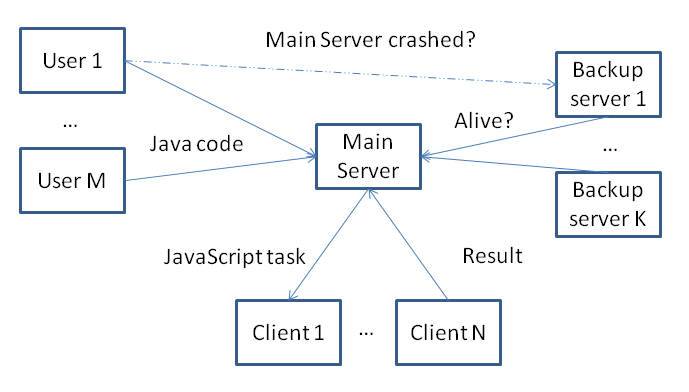 Main Server crashed?
User 1
Backup
server 1
...
Java code
Alive?
Main
Server
...
User M
Backup
server K
JavaScript task
Result
Client 1
...
Client N